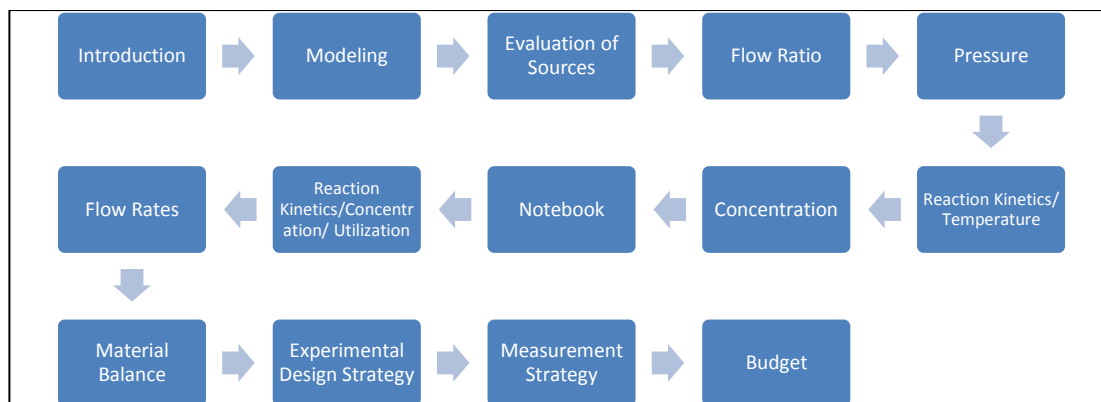 Introduction
Modeling
Evaluation of
Sources
Flow Ratio
Pressure
Reaction Kinetics/
Temperature
Concentration
Notebook
Reaction
Kinetics/Concentr
ation/ Utilization
Flow Rates
Material
Balance
Experimental
Design Strategy
Measurement
Strategy
Budget